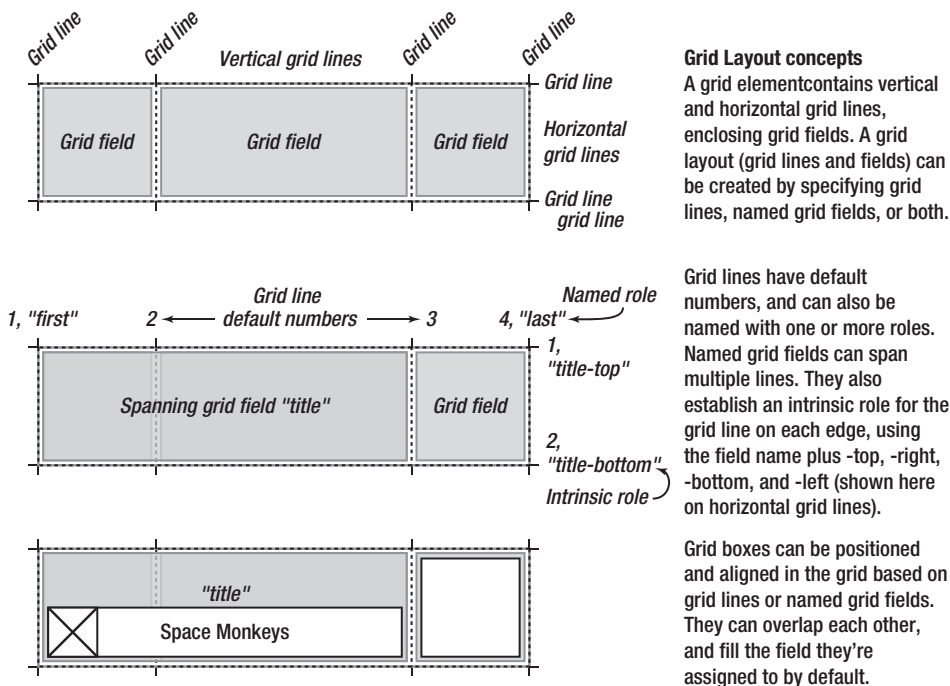 Grid line
Grid line
Grid line
Grid line
Vertical grid lines
Grid line
Grid field
Grid field
Grid field
Horizontal
grid lines
Grid line
grid line
Grid Layout concepts
A grid elementcontains vertical
and horizontal grid lines,
enclosing grid fields. A grid
layout (grid lines and fields) can
be created by specifying grid
lines, named grid fields, or both.
1, "first"
2
Grid line
default numbers
3
Named role
4, "last"
1,
"title-top"
Spanning grid field "title"
Grid field
2,
"title-bottom"
Intrinsic role
Grid lines have default
numbers, and can also be
named with one or more roles.
Named grid fields can span
multiple lines. They also
establish an intrinsic role for the
grid line on each edge, using
the field name plus -top, -right,
-bottom, and -left (shown here
on horizontal grid lines).
"title"
Space Monkeys
Grid boxes can be positioned
and aligned in the grid based on
grid lines or named grid fields.
They can overlap each other,
and fill the field they're
assigned to by default.